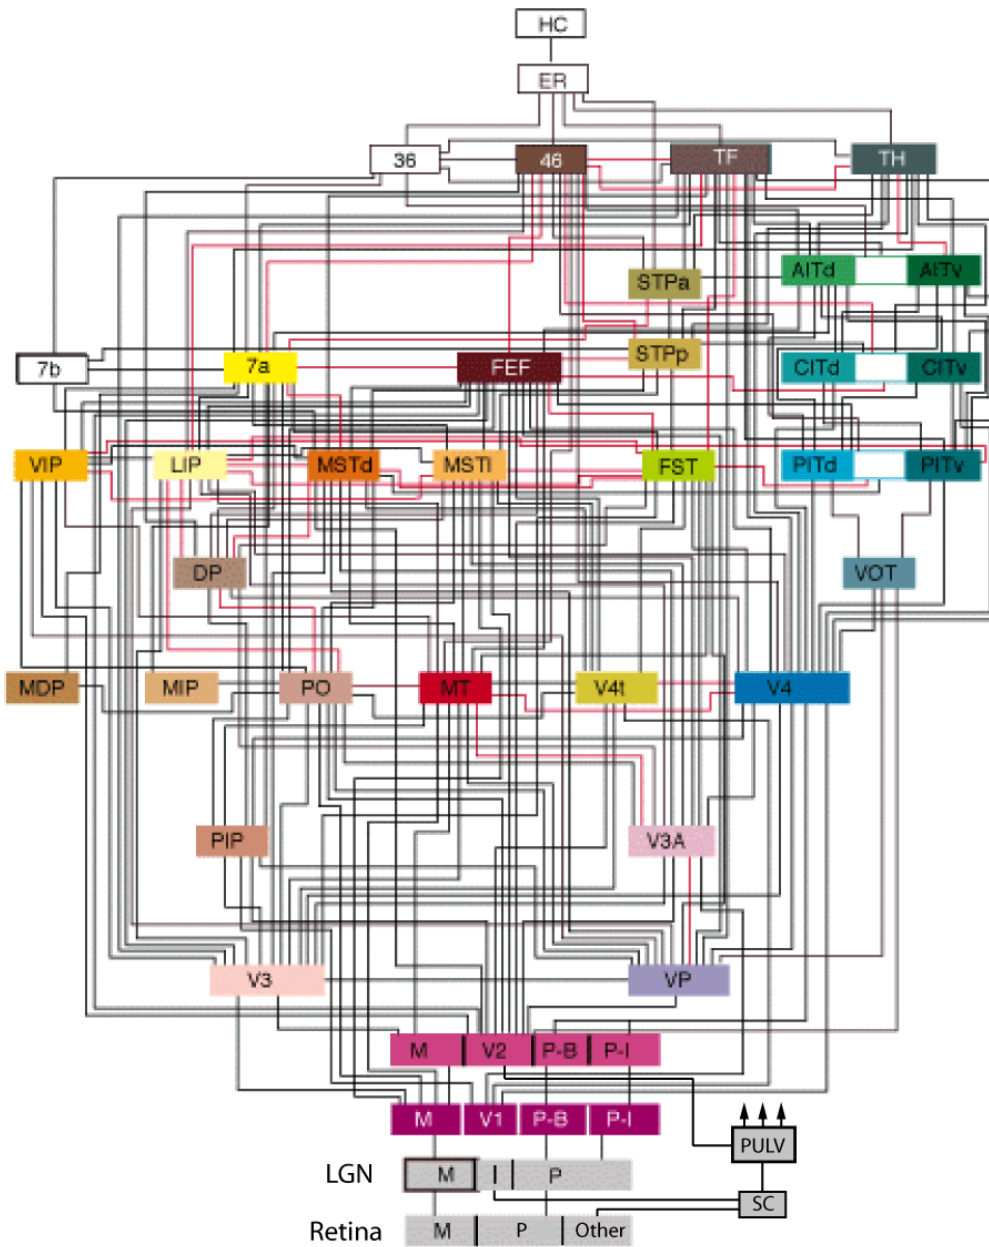 HC
ER
36 46 TF TH
STPa AITd AITv
7b 7a FEF STPp CITd CITv
VIP LIP MSTd MSTl FST PITd PITv
DP VOT
MDP MIP PO MT V4t V4
PIP V3A
V3 VP
M V2 P-B P-I
M V1 P-B P-I
PULV
LGN M I P
SC
Retina M P Other